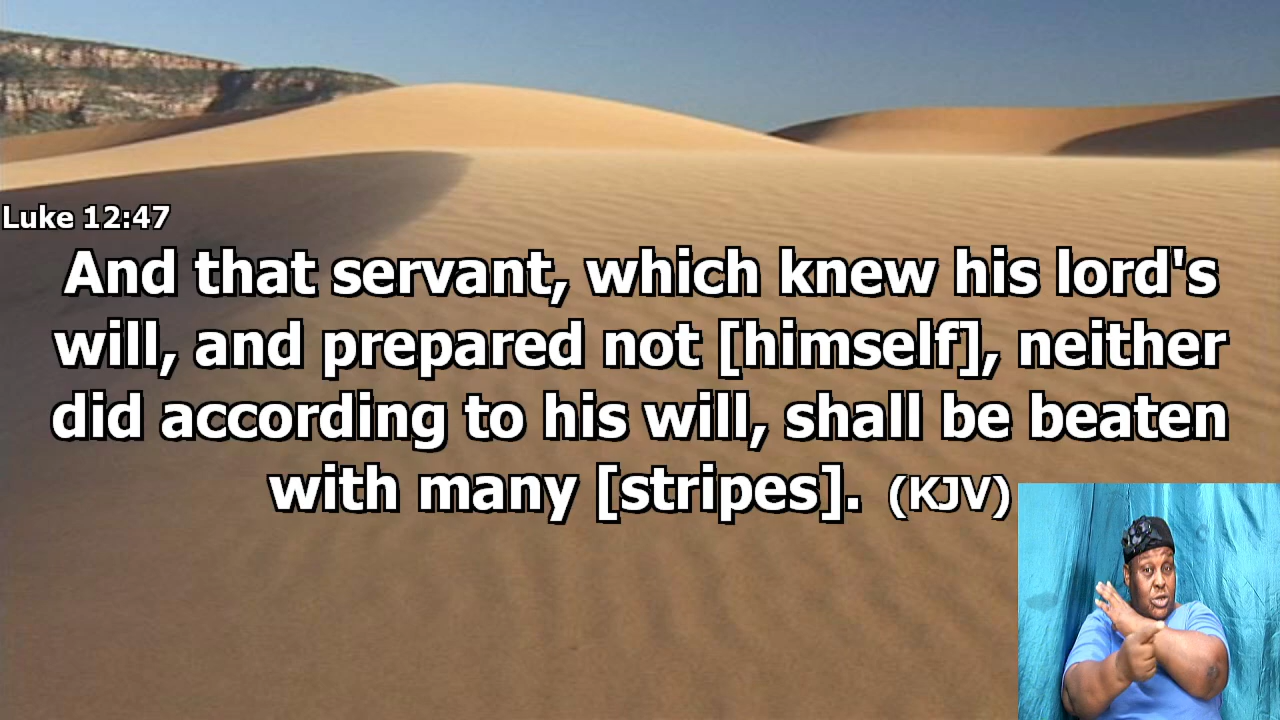 Luke 12:47
And that servant, which knew his lord's
will, and prepared not [himself], neither
did according to his will, shall be beaten
with many [stripes]. (KJV)